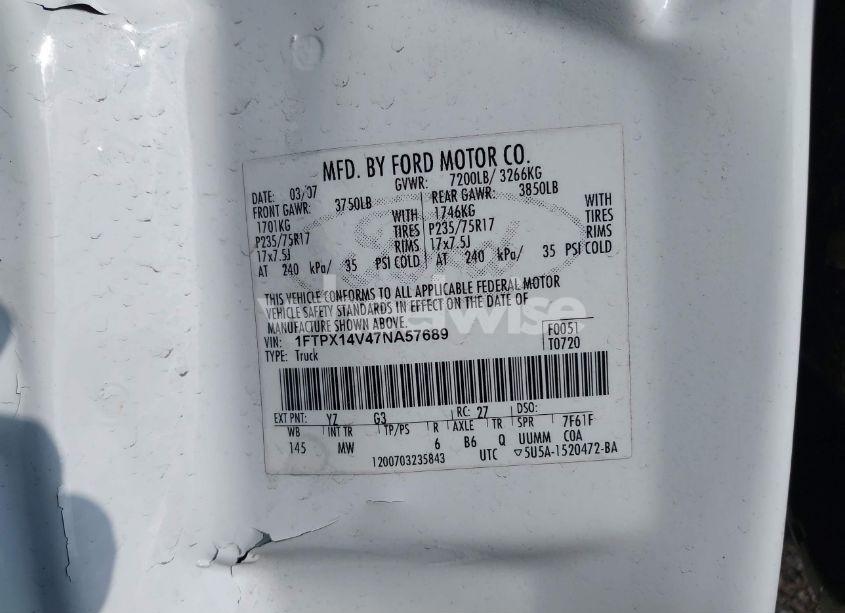 MFD. BY FORD MOTOR CO.
DATE: 03/07 GVWR: 7200LB/ 3266KG
FRONT GAWR: 3750LB REAR GAWR: 3850LB
1701KG WITH 1746KG WITH
P235/75R17 TIRES P235/75R17 TIRES
17x7.5J RIMS 17x7.5J RIMS
AT 240 kPa/ 35 PSI COLD AT 240 kPa/ 35 PSI COLD
THIS VEHICLE CONFORMS TO ALL APPLICABLE FEDERAL MOTOR
VEHICLE SAFETY STANDARDS IN EFFECT ON THE DATE OF
MANUFACTURE SHOWN ABOVE.
VIN: 1FTPX14V47NA57689 F0051
TYPE: Truck T0720
EXT PNT: YZ G3 RC: 27 DSO:
WB INT TR TP/PS R AXLE TR SPR 7F61F
145 MW 6 B6 Q UUMM COA
1200703235843 UTC ▽5U5A-1520472-BA